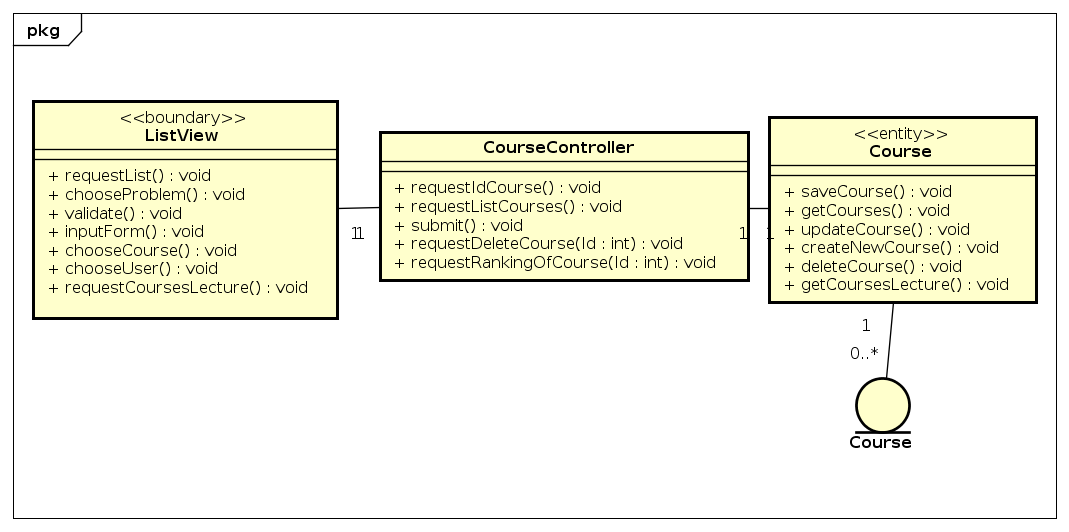 pkg
<<boundary>>
ListView
+ requestList() : void
+ chooseProblem() : void
+ validate() : void
+ inputForm() : void
+ chooseCourse() : void
+ chooseUser() : void
+ requestCoursesLecture() : void
1
1
CourseController
+ requestIdCourse() : void
+ requestListCourses() : void
+ submit() : void
+ requestDeleteCourse(Id : int) : void
+ requestRankingOfCourse(Id : int) : void
1
1
<<entity>>
Course
+ saveCourse() : void
+ getCourses() : void
+ updateCourse() : void
+ createNewCourse() : void
+ deleteCourse() : void
+ getCoursesLecture() : void
1
0..*
Course